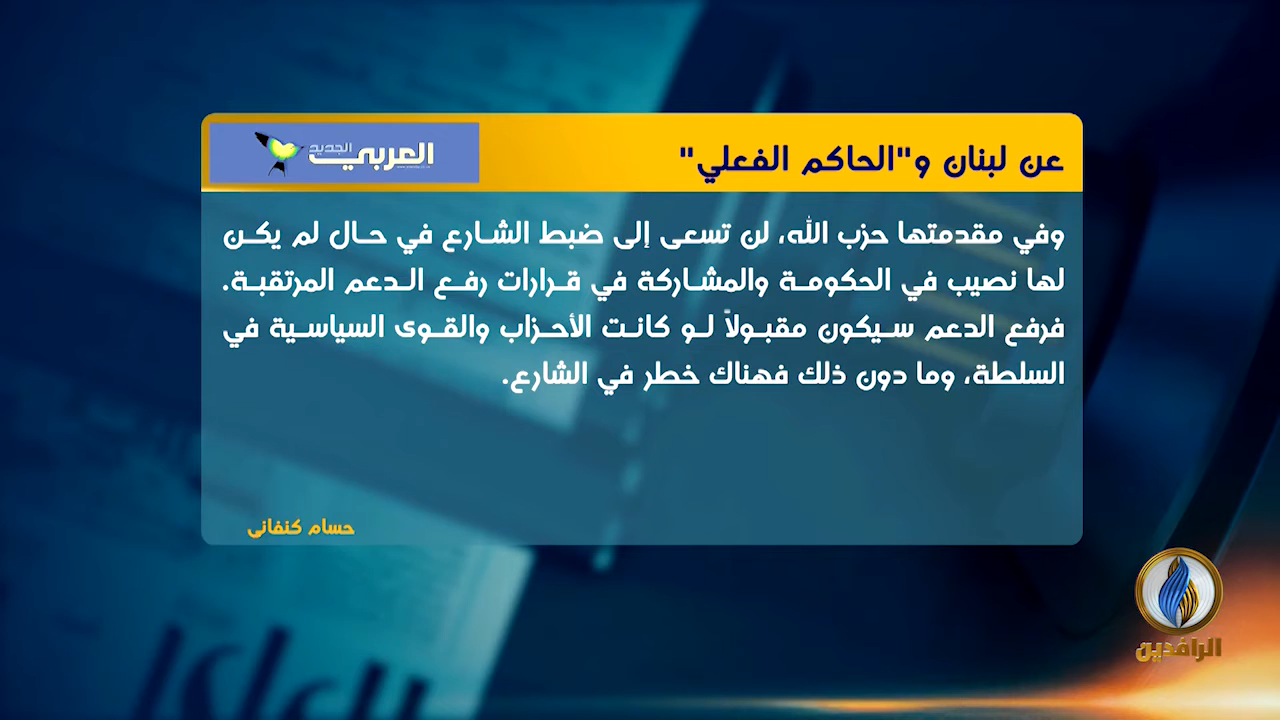 عن لبنان و"الحاكم الفعلي"
العربي الجديد
وفي مقدمتها حزب الله، لن تسعى إلى ضبط الشارع في حال لم يكن
لها نصيب في الحكومة والمشاركة في قرارات رفع الدعم المرتقبة.
فرفع الدعم سيكون مقبولاً لو كانت الأحزاب والقوى السياسية في
السلطة، وما دون ذلك فهناك خطر في الشارع.
حسام كنفاني
الرافدين